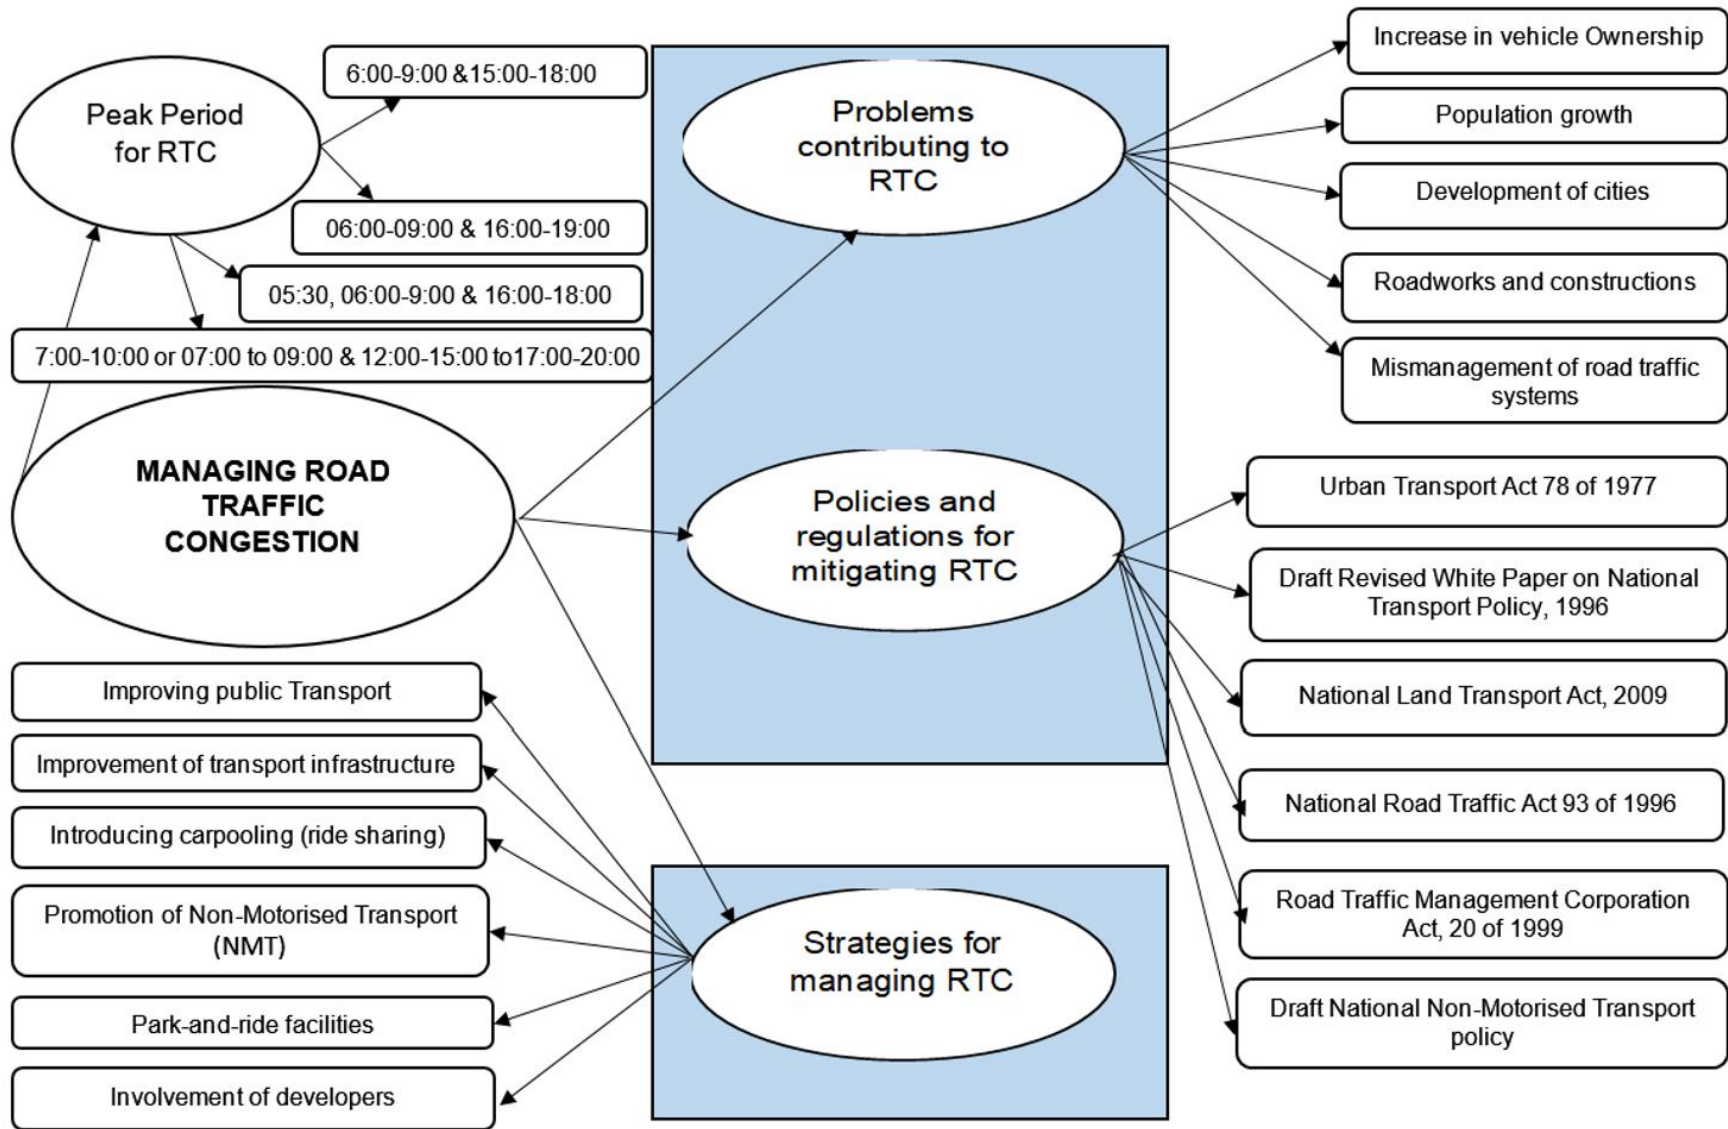 Peak Period
for RTC
6:00-9:00 &15:00-18:00
06:00-09:00 & 16:00-19:00
05:30, 06:00-9:00 & 16:00-18:00
7:00-10:00 or 07:00 to 09:00 & 12:00-15:00 to17:00-20:00
MANAGING ROAD
TRAFFIC
CONGESTION
Problems
contributing to
RTC
Increase in vehicle Ownership
Population growth
Development of cities
Roadworks and constructions
Mismanagement of road traffic
systems
Policies and
regulations for
mitigating RTC
Urban Transport Act 78 of 1977
Draft Revised White Paper on National
Transport Policy, 1996
National Land Transport Act, 2009
National Road Traffic Act 93 of 1996
Road Traffic Management Corporation
Act, 20 of 1999
Draft National Non-Motorised Transport
policy
Strategies for
managing RTC
Improving public Transport
Improvement of transport infrastructure
Introducing carpooling (ride sharing)
Promotion of Non-Motorised Transport
(NMT)
Park-and-ride facilities
Involvement of developers